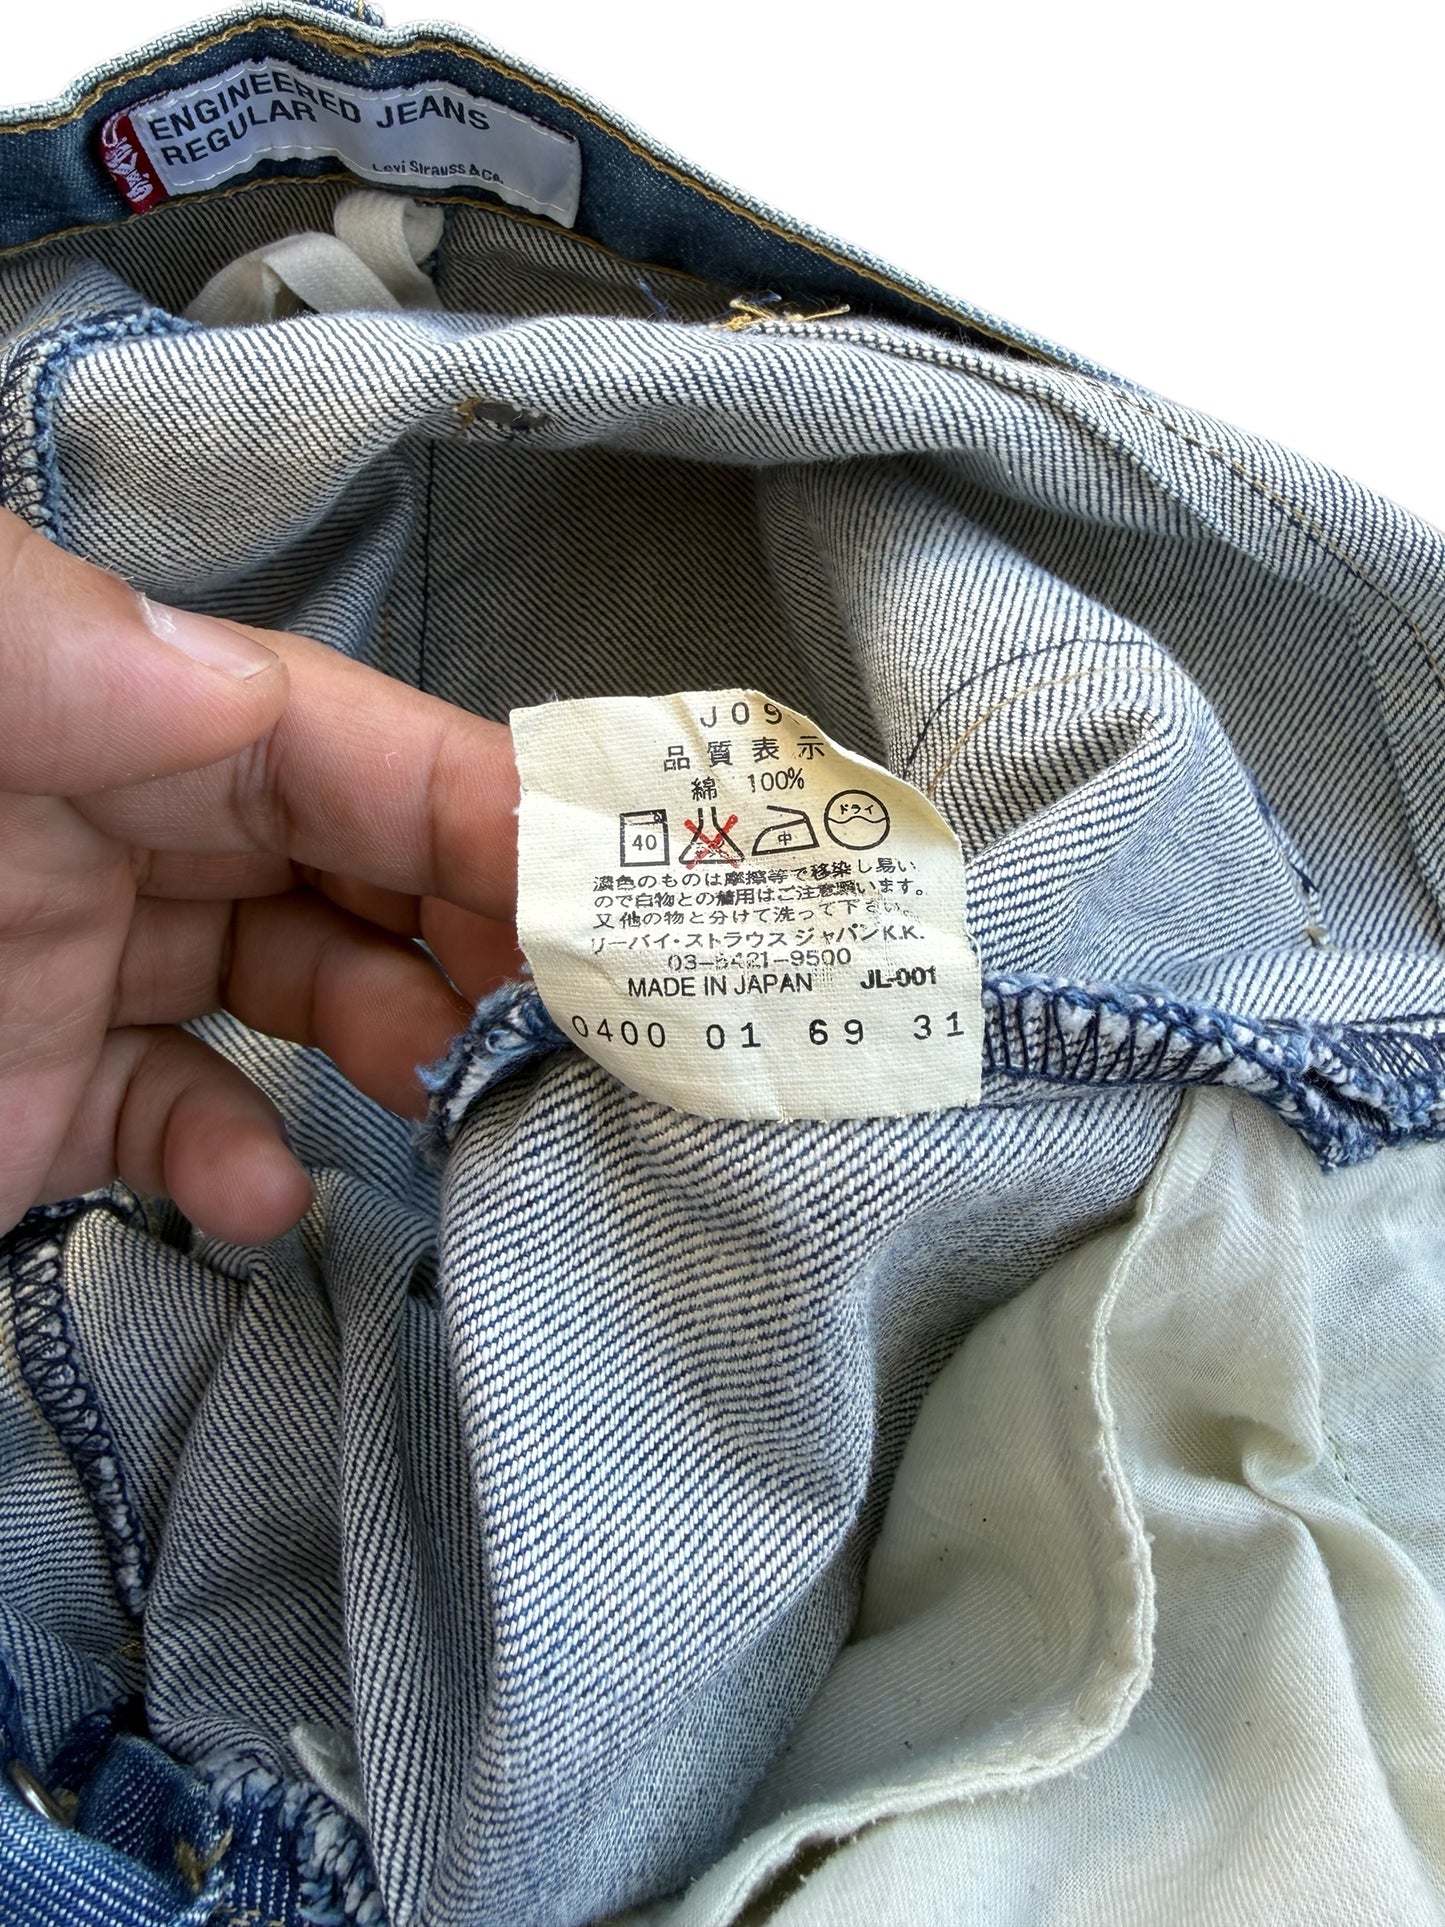 ENGINEERED JEANS
REGULAR
Levi Strauss & Co.
J09
品質表示
綿 100%
40 中 ドライ
濃色のものは摩擦等で移染し易い
ので白物との着用はご注意願います。
又他の物と分けて洗って下さい。
リーバイ・ストラウス ジャパンK.K.
03-5421-9500
MADE IN JAPAN JL-001
0400 01 69 31